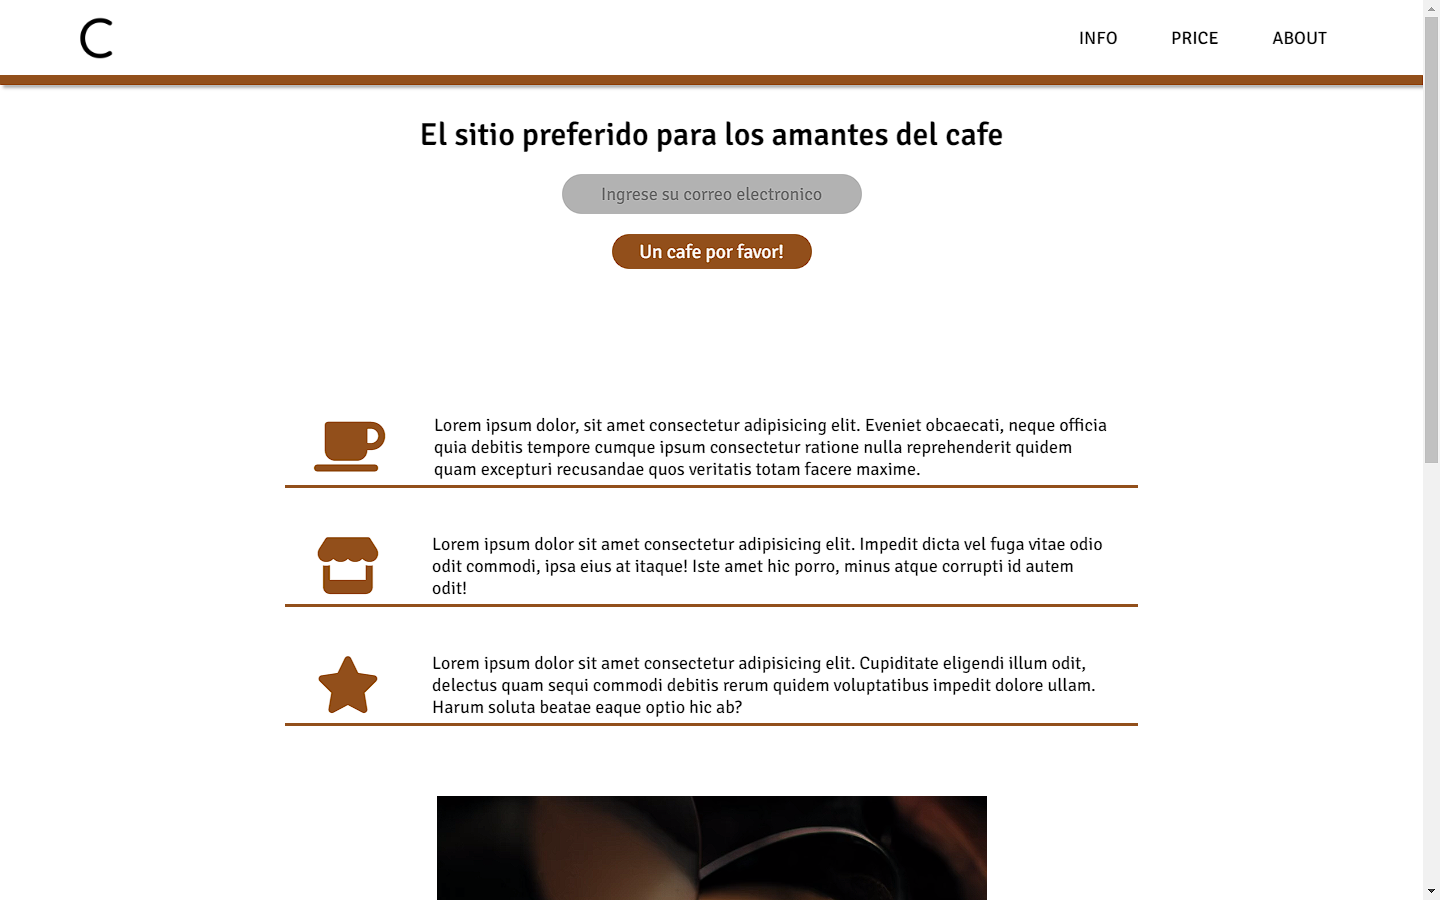 C
INFO PRICE ABOUT
El sitio preferido para los amantes del cafe
Ingrese su correo electronico
Un cafe por favor!
Lorem ipsum dolor, sit amet consectetur adipisicing elit. Eveniet obcaecati, neque officia
quia debitis tempore cumque ipsum consectetur ratione nulla reprehenderit quidem
quam excepturi recusandae quos veritatis totam facere maxime.
Lorem ipsum dolor sit amet consectetur adipisicing elit. Impedit dicta vel fuga vitae odio
odit commodi, ipsa eius at itaque! Iste amet hic porro, minus atque corrupti id autem
odit!
Lorem ipsum dolor sit amet consectetur adipisicing elit. Cupiditate eligendi illum odit,
delectus quam sequi commodi debitis rerum quidem voluptatibus impedit dolore ullam.
Harum soluta beatae eaque optio hic ab?